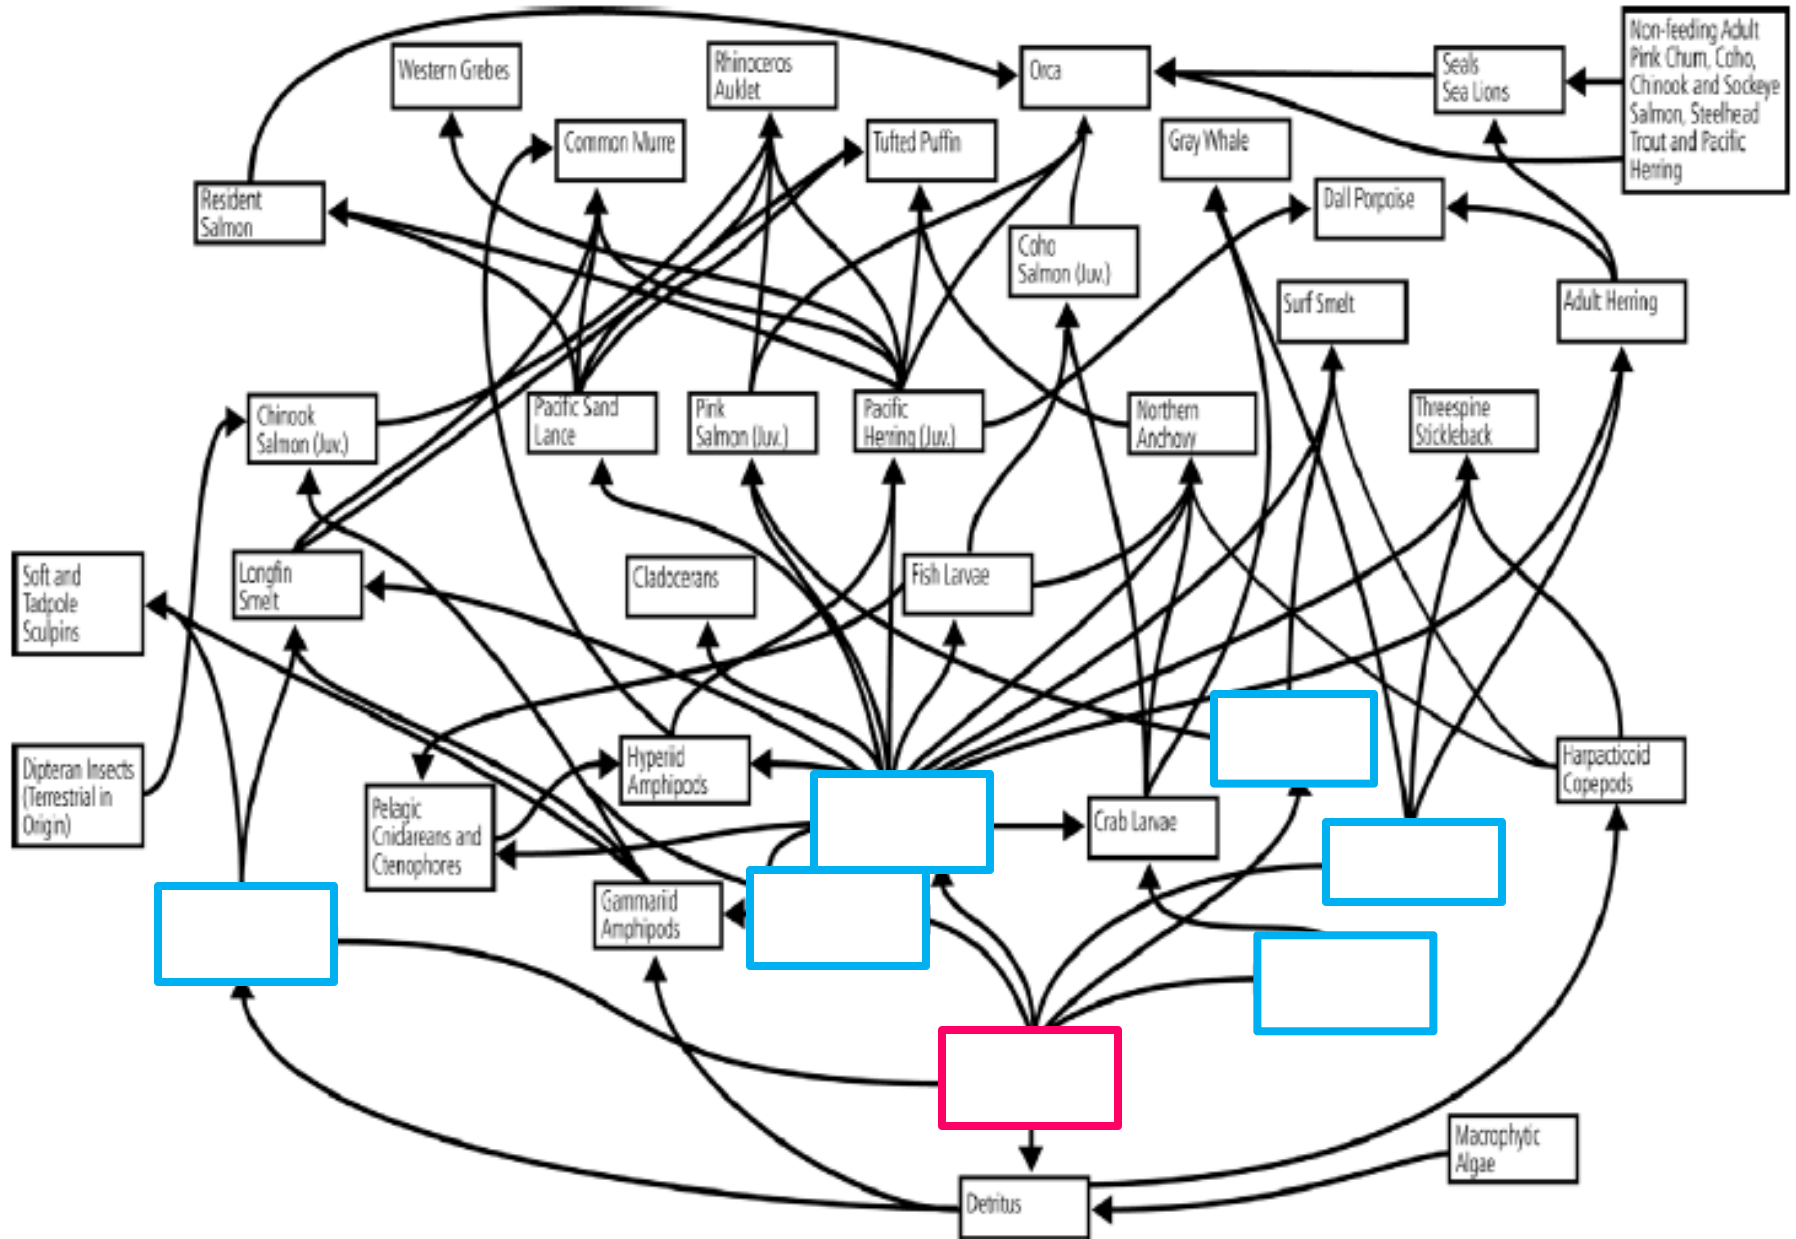 Western Grebes
Rhinoceros
Auklet
Orca
Seals
Sea Lions
Non-feeding Adult
Pink Chum, Coho,
Chinook and Sockeye
Salmon, Steelhead
Trout and Pacific
Herring
Common Murre
Tufted Puffin
Gray Whale
Resident
Salmon
Dall Porpoise
Coho
Salmon (Juv.)
Surf Smelt
Adult Herring
Chinook
Salmon (Juv.)
Pacific Sand
Lance
Pink
Salmon (Juv.)
Pacific
Herring (Juv.)
Northern
Anchovy
Threespine
Stickleback
Soft and
Tadpole
Sculpins
Longfin
Smelt
Cladocerans
Fish Larvae
Dipteran Insects
(Terrestrial in
Origin)
Pelagic
Cnidareans and
Ctenophores
Hyperiid
Amphipods
Crab Larvae
Harpacticoid
Copepods
Gammariid
Amphipods
Macrophytic
Algae
Detritus